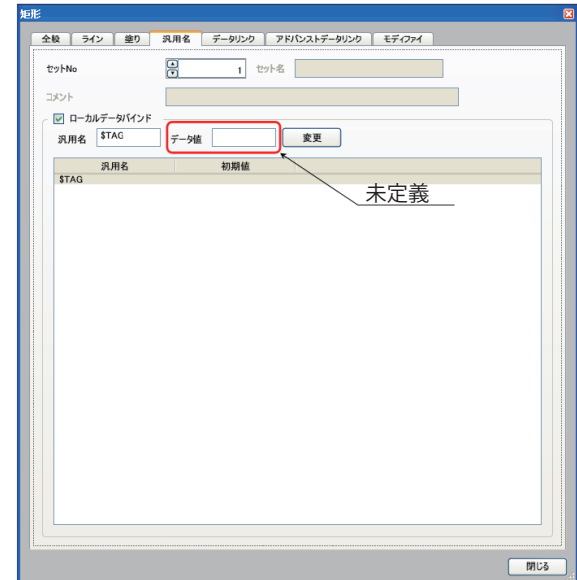 矩形
全般 ライン 塗り 汎用名 データリンク アドバンストデータリンク モディファイ
セットNo 1 セット名
コメント
ローカルデータバインド
汎用名 $TAG データ値 変更
汎用名 初期値
$TAG
未定義
閉じる